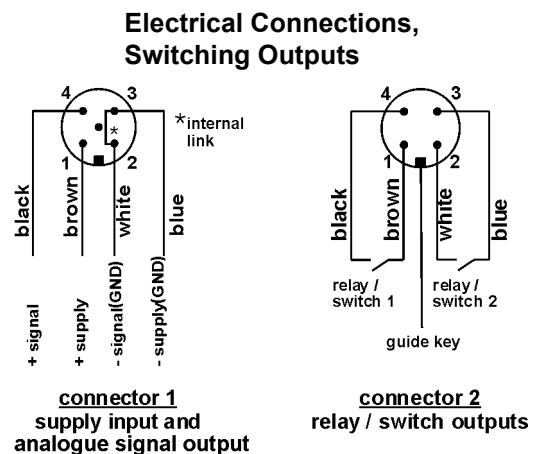 Electrical Connections,
Switching Outputs
4 3
*internal
link
*
1 2
black
brown
white
blue
+ signal
+ supply
- signal(GND)
- supply(GND)
connector 1
supply input and
analogue signal output
4 3
1 2
black
brown
white
blue
relay /
switch 1
relay /
switch 2
guide key
connector 2
relay / switch outputs